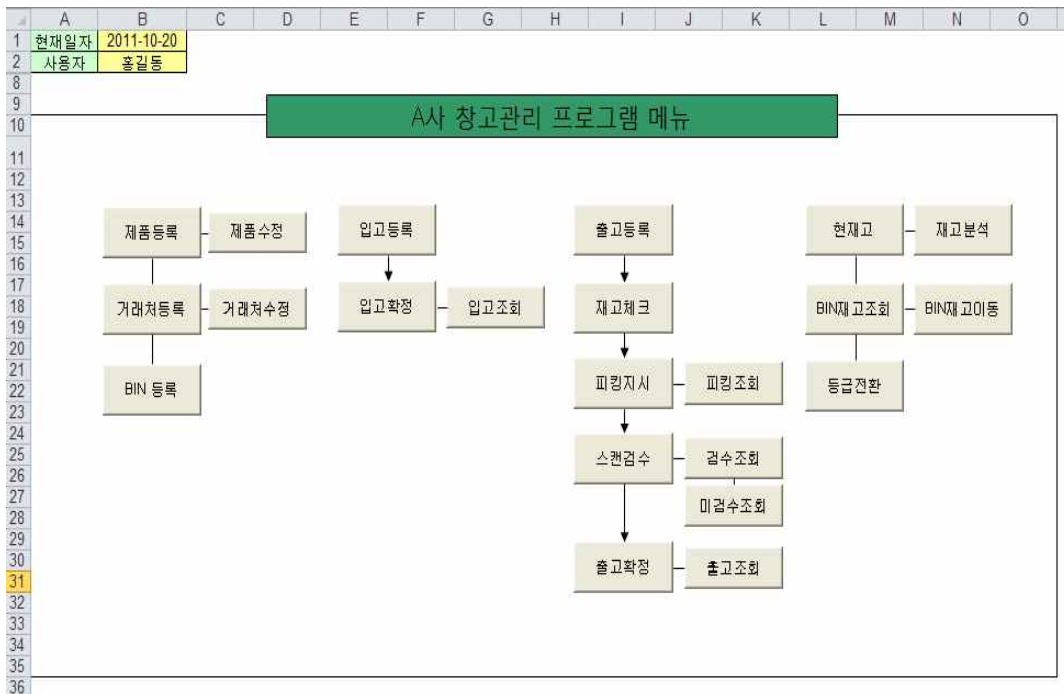 A B C D E F G H I J K L M N O
1 현재일자 2011-10-20
2 사용자 홍길동
8
9
10 A사 창고관리 프로그램 메뉴
11
12
13
14 제품등록 제품수정 입고등록 출고등록 현재고 재고분석
15
16
17
18 거래처등록 거래처수정 입고확정 입고조회 재고체크 BIN재고조회 BIN재고이동
19
20
21
22 BIN 등록 피킹지시 피킹조회 등급전환
23
24
25 스캔검수 검수조회
26
27 미검수조회
28
29
30 출고확정 출고조회
31
32
33
34
35
36